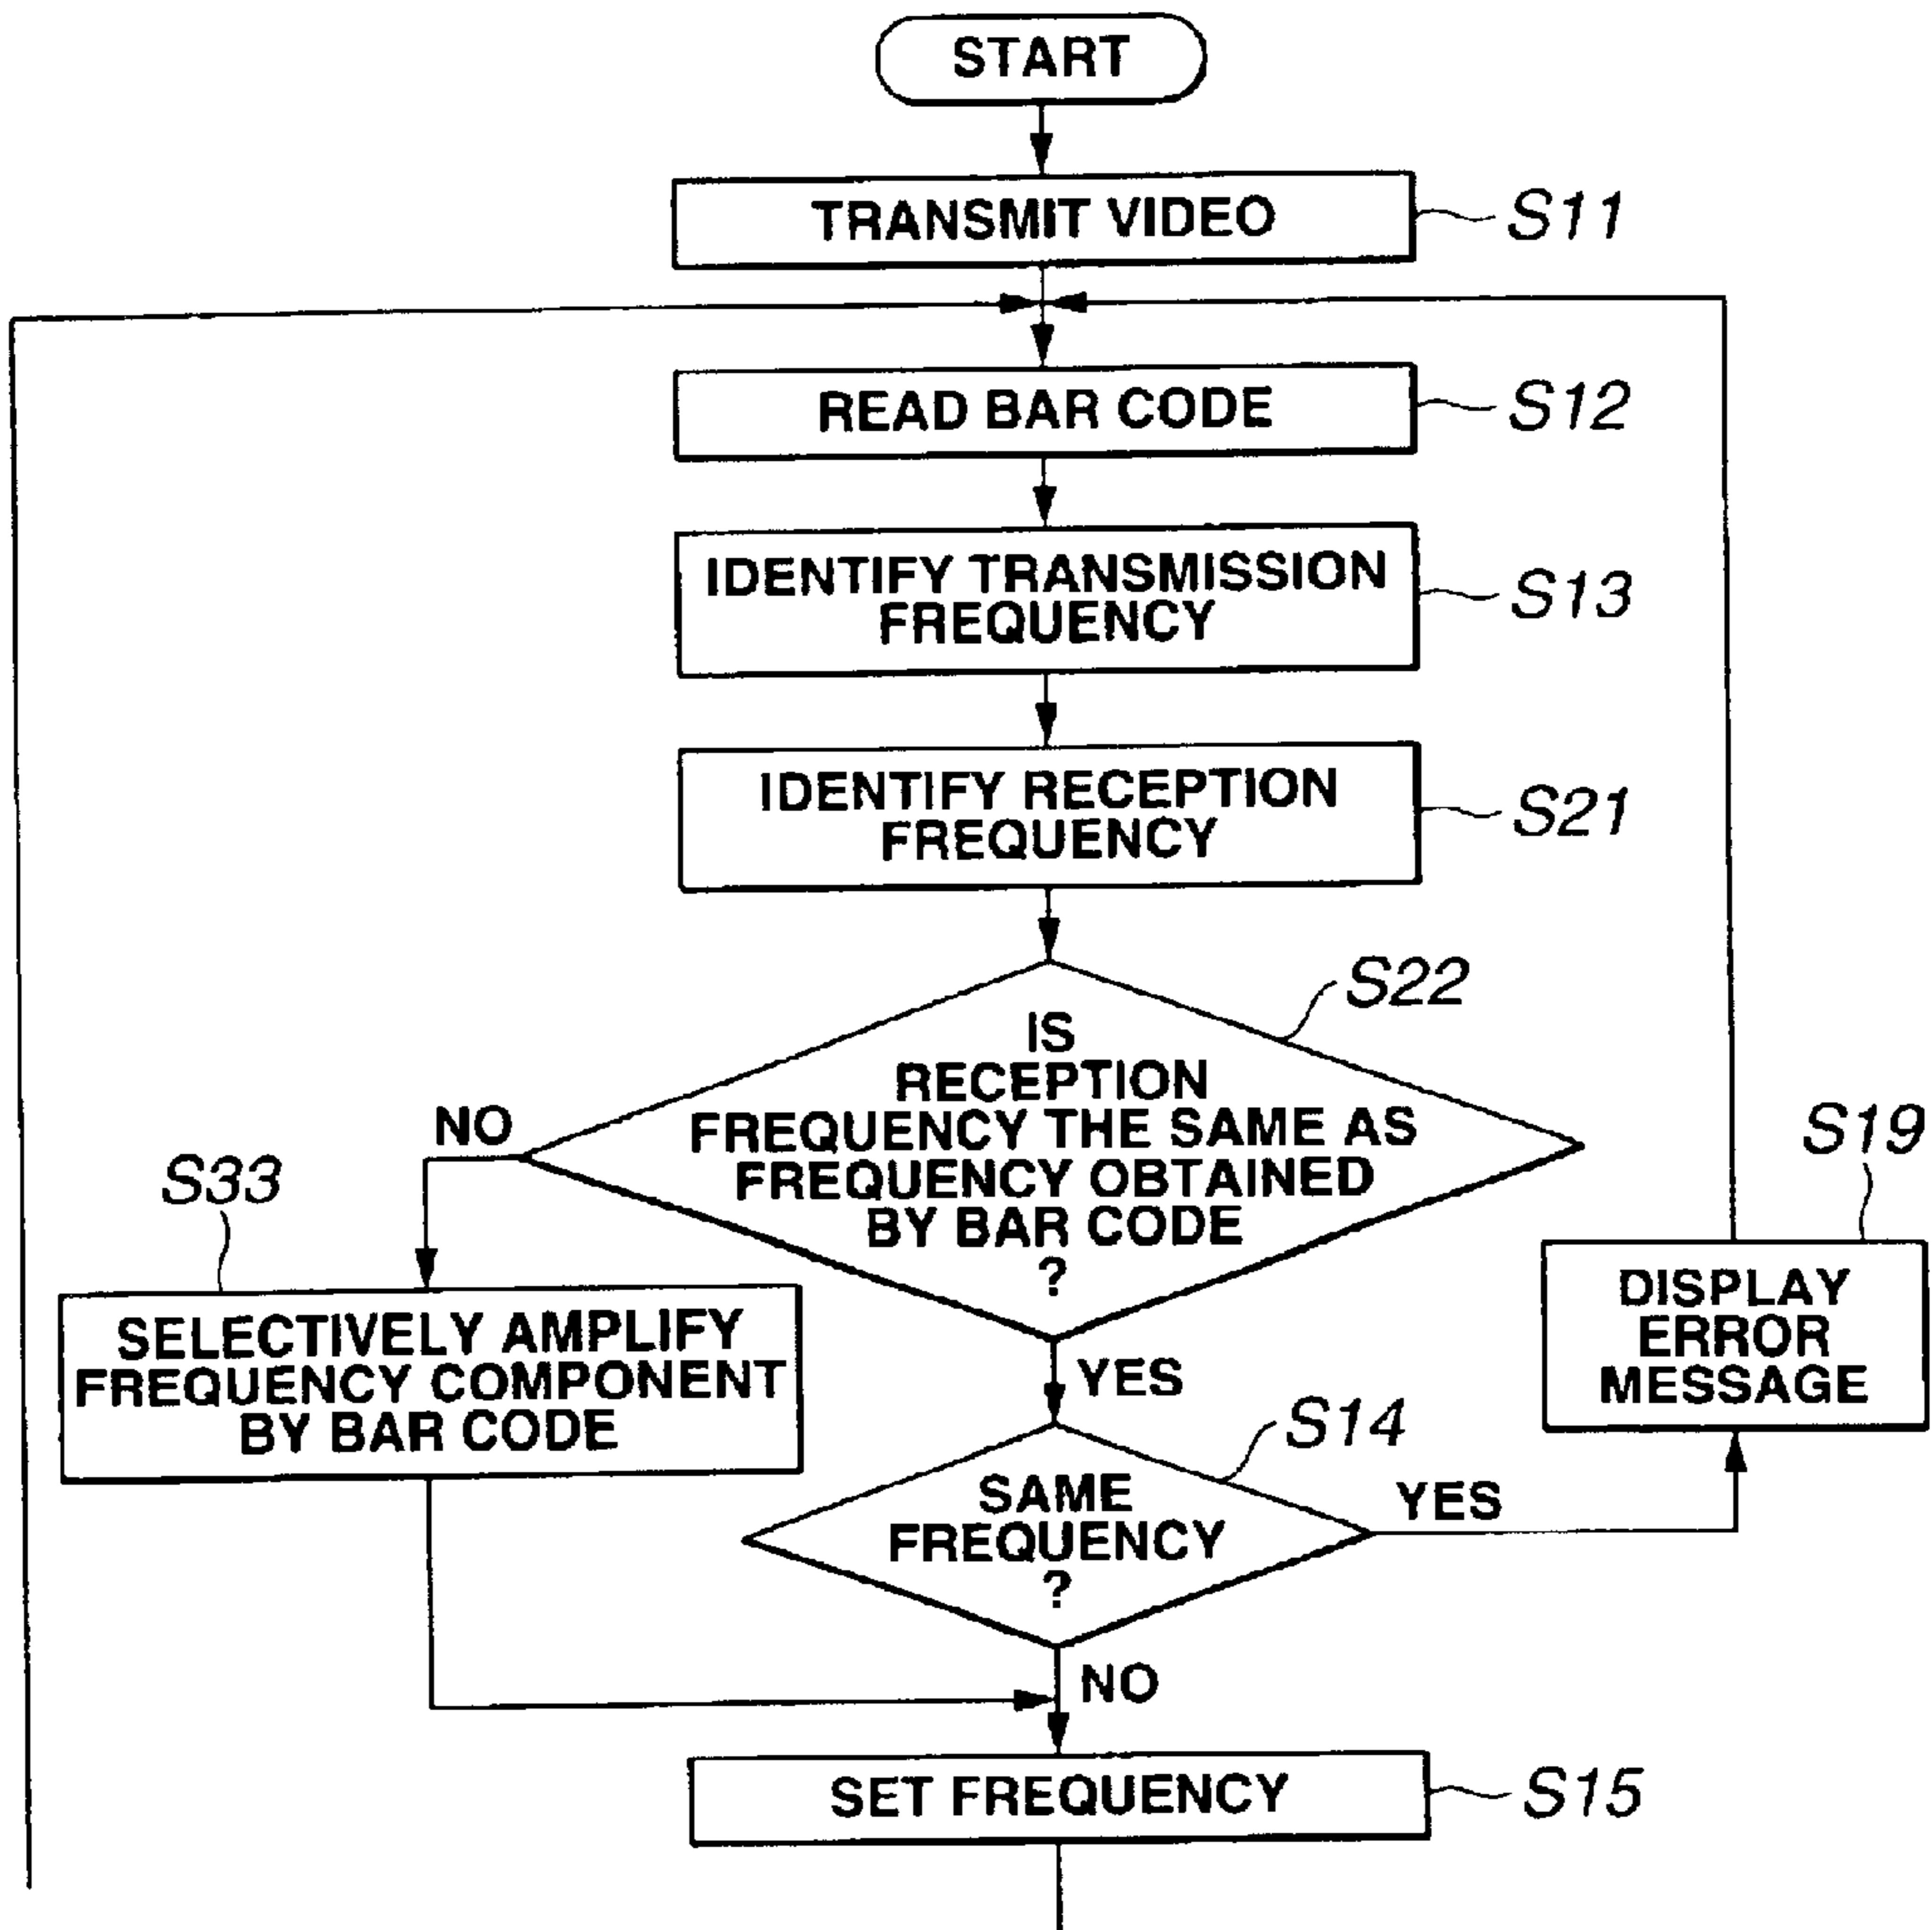 START
TRANSMIT VIDEO
S11
READ BAR CODE
S12
IDENTIFY TRANSMISSION
FREQUENCY
S13
IDENTIFY RECEPTION
FREQUENCY
S21
S22
IS
RECEPTION
FREQUENCY THE SAME AS
FREQUENCY OBTAINED
BY BAR CODE
?
NO
S33
SELECTIVELY AMPLIFY
FREQUENCY COMPONENT
BY BAR CODE
YES
S19
DISPLAY
ERROR
MESSAGE
S14
SAME
FREQUENCY
?
YES
NO
SET FREQUENCY
S15